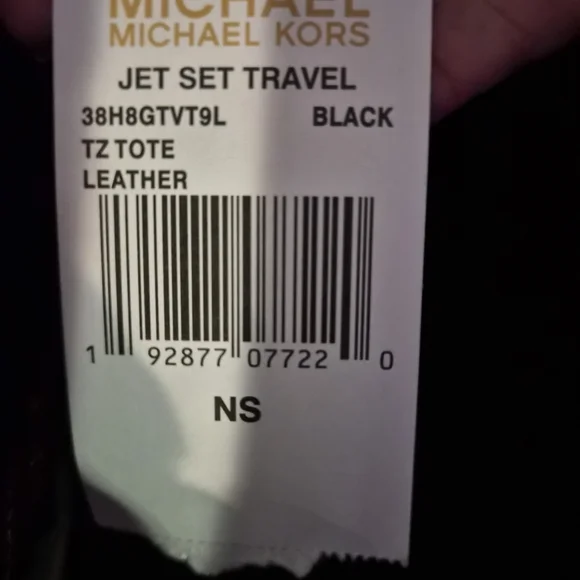 MICHAEL
MICHAEL KORS
JET SET TRAVEL
38H8GTVT9L BLACK
TZ TOTE
LEATHER
1 92877 07722 0
NS